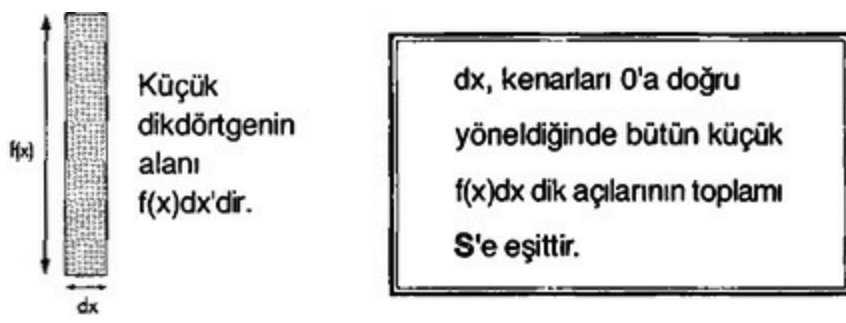 f(x)
Küçük
dikdörtgenin
alanı
f(x)dx'dir.
dx
dx, kenarları 0'a doğru
yöneldiğinde bütün küçük
f(x)dx dik açılarının toplamı
S'e eşittir.